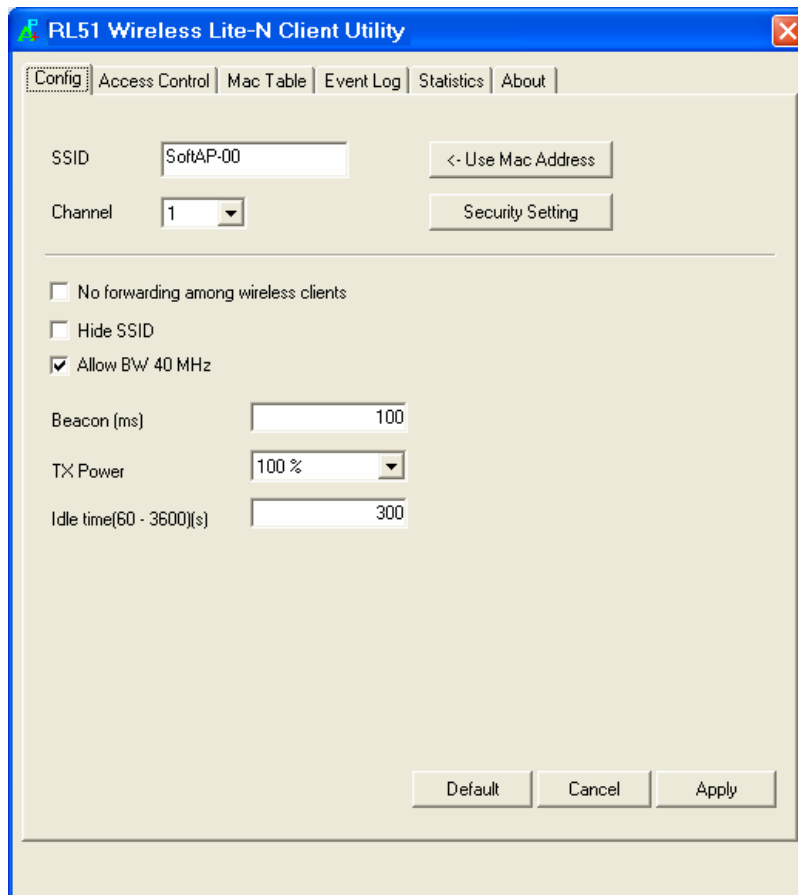 RL51 Wireless Lite-N Client Utility
Config Access Control Mac Table Event Log Statistics About
SSID SoftAP-00 <- Use Mac Address
Channel 1 Security Setting
No forwarding among wireless clients
Hide SSID
Allow BW 40 MHz
Beacon (ms) 100
TX Power 100 %
Idle time(60 - 3600)(s) 300
Default Cancel Apply